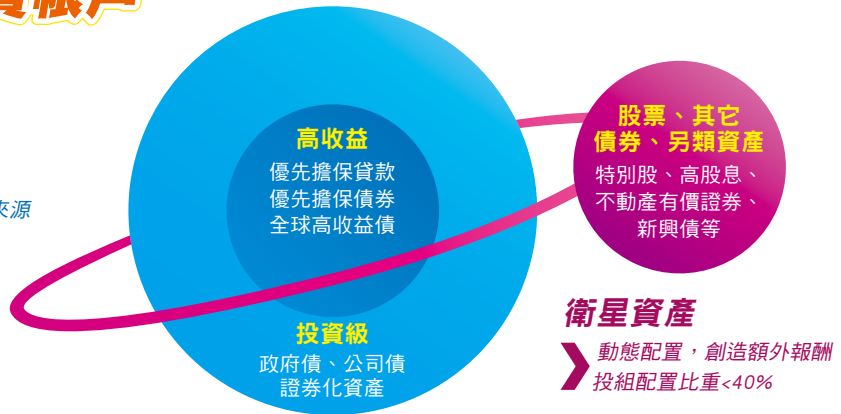 帳戶
來源
高收益
優先擔保貸款
優先擔保債券
全球高收益債
投資級
政府債、公司債
證券化資產
股票、其它
債券、另類資產
特別股、高股息、
不動產有價證券、
新興債等
衛星資產
動態配置，創造額外報酬
投組配置比重<40%